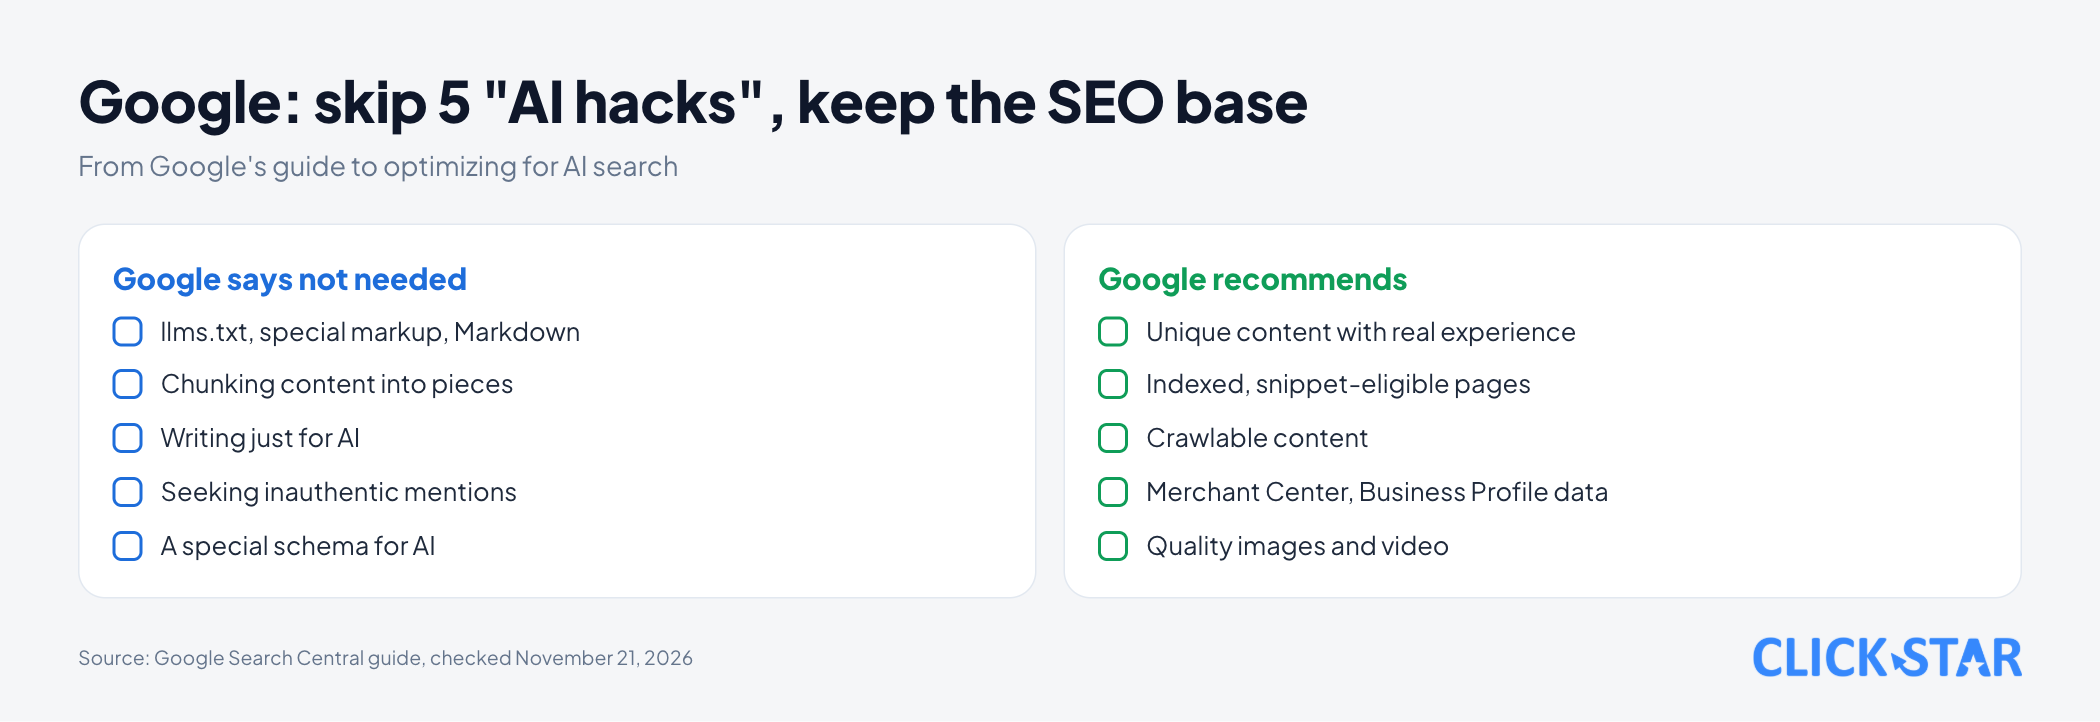 Google: skip 5 "AI hacks", keep the SEO base
From Google's guide to optimizing for AI search
Google says not needed
llms.txt, special markup, Markdown
Chunking content into pieces
Writing just for AI
Seeking inauthentic mentions
A special schema for AI
Google recommends
Unique content with real experience
Indexed, snippet-eligible pages
Crawlable content
Merchant Center, Business Profile data
Quality images and video
Source: Google Search Central guide, checked November 21, 2026
CLICK STAR